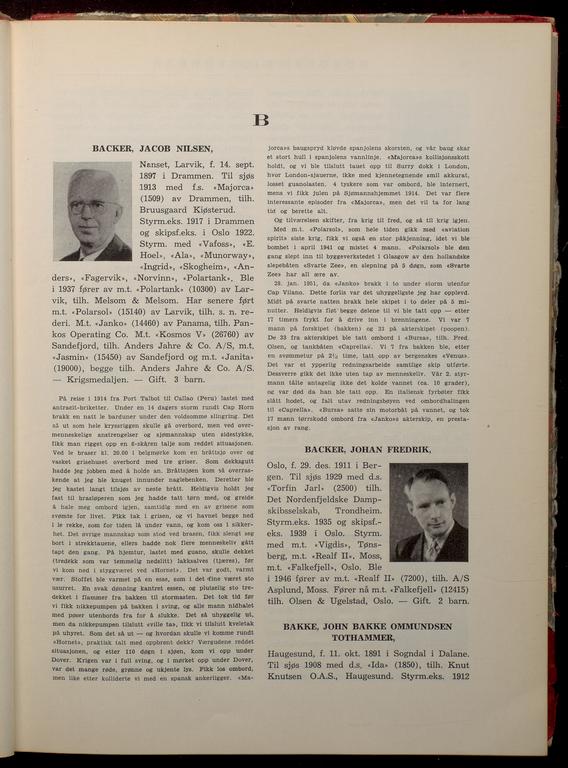 B
BACKER, JACOB NILSEN,
Nanset, Larvik, f. 14. sept.
1897 i Drammen. Til sjøs
1913 med f.s. «Majorca»
(1509) av Drammen, tilh.
Bruusgaard Kiøsterud.
Styrm.eks. 1917 i Drammen
og skipsf.eks. i Oslo 1922.
Styrm. med «Vafoss», «E.
Hoel», «Ala», «Munorway»,
«Ingrid», «Skogheim», «An-
ders», «Fagervik», «Norvinn», «Polartank», Ble
i 1937 fører av m.t. «Polartank» (10300) av Lar-
vik, tilh. Melsom & Melsom. Har senere ført
m.t. «Polarsol» (15140) av Larvik, tilh. s. n. re-
deri. M.t. «Janko» (14460) av Panama, tilh. Pan-
kos Operating Co. M.t. «Kosmos V» (26760) av
Sandefjord, tilh. Anders Jahre & Co. A/S, m.t.
«Jasmin» (15450) av Sandefjord og m.t. «Janita»
(19000), begge tilh. Anders Jahre & Co. A/S.
— Krigsmedaljen. — Gift. 3 barn.
På reise i 1914 fra Port Talbot til Callao (Peru) lastet med
antrasit-briketter. Under en 14 dagers storm rundt Cap Horn
brakk en natt le barduner under den voldsomme slingring. Det
så ut som hele kryssriggen skulle gå overbord, men ved over-
menneskelige anstrengelser og sjømannskap uten sidestykke,
fikk man rigget opp en 6-skåren talje som reddet situasjonen.
Ved le braser kl. 20.00 i belgmørke kom en bråttsjø over og
vasket grisehuset overbord med tre griser. Som dekksgutt
hadde jeg jobben med å holde an. Bråttsjøen kom så overras-
kende at jeg ble knuget innunder naglebenken. Deretter ble
jeg kastet langt tilsjøs av neste brått. Heldigvis holdt jeg
fast til brasløperen som jeg hadde tatt tørn med, og greide
å hale meg ombord igjen, samtidig med en av grisene som
svømte for livet. Fikk tak i grisen, og vi havnet begge ned
i le rekke, som for tiden lå under vann, og kom oss i sikker-
het. Det øvrige mannskap som stod ved brasen, fikk slengt seg
bort i strekktauene, ellers hadde nok flere menneskeliv gått
tapt den gang. På hjemtur, lastet med guano, skulle dekket
(tredekk som var temmelig nedslitt) lakksalves (tjæres), før
vi kom ned i styggværet ved «Hornet». Det var godt, varmt
vær. Stoffet ble varmet på en esse, som i det dine været sto
usurret. En svak dønning kantret essen, og plutselig sto tre-
dekket i flammer fra bakken til stormasten. Det tok tid før
vi fikk nikkepumpen på bakken i sving, og alle mann nidhalet
med pøser utenbords fra for å slukke. Det så uhyggelig ut,
men da nikkepumpen tilslutt «ville ta», fikk vi tilslutt kveletak
på uhyret. Som det så ut — og hvordan skulle vi komme rundt
«Hornet», praktisk talt med oppbrent dekk? Værgudene reddet
situasjonen, og etter 110 døgn i sjøen, kom vi opp under
Dover. Krigen var i full sving, og i mørket opp under Dover,
var det mange røde, grønne og ukjente lys. Fikk los ombord,
men like etter kolliderte vi med en spansk ankerligger. «Ma-
jorca»s baugspryd kløvde spanjolens skorsten, og vår baug skar
et stort hull i spanjolens vannlinje. «Majorca»s kollisjonsskott
holdt, og vi ble tilslutt tauet opp til Surry dokk i London,
hvor London-sjauerne, ikke med kjennetegnende smil akkurat,
losset guanolasten. 4 tyskere som var ombord, ble internert,
mens vi fikk julen på Sjømannshjemmet 1914. Det var flere
interessante episoder fra «Majorca», men det vil ta for lang
tid og berette alt.
Og tilværelsen skifter, fra krig til fred, og så til krig igjen.
Med m.t. «Polarsol», som hele tiden gikk med «aviation
spirit» siste krig, fikk vi også en stor påkjenning, idet vi ble
bombet i april 1941 og mistet 4 mann. «Polarsol» ble den
gang slept inn til byggeverkstedet i Glasgow av den hollandske
slepebåten «Svarte Zee», en slepning på 5 døgn, som «Svarte
Zee» har all ære av.
28. jan. 1951, da «Janko» brakk i to under storm utenfor
Cap Vilano. Dette forlis var det uhyggeligste jeg har opplevd.
Midt på svarte natten brakk hele skipet i to deler på 5 mi-
nutter. Heldigvis fløt begge delene til vi ble tatt opp — etter
17 timers frykt for å drive inn i brenningene. Vi var 7
mann på forskipet (bakken) og 33 på akterskipet (poopen).
De 33 fra akterskipet ble tatt ombord i «Bursa», tilh. Fred.
Olsen, og tankbåten «Caprella». Vi 7 fra bakken ble, etter
en svømmetur på 2½ time, tatt opp av bergenske «Venus».
Det var et ypperlig redningsarbeide samtlige skip utførte.
Dessverre gikk det ikke uten tap av menneskeliv. Vår 2. styr-
mann tålte antagelig ikke det kolde vannet (ca. 10 grader),
og var død da han ble tatt opp. En italiensk fyrbøter fikk
slått hodet, og falt utav redningsbøyen ved ombordhalingen
til «Caprella». «Bursa» satte sin motorbåt på vannet, og tok
17 mann tørrskodd ombord fra «Janko»s akterskip, en presta-
sjon av rang.
BACKER, JOHAN FREDRIK,
Oslo, f. 29. des. 1911 i Ber-
gen. Til sjøs 1929 med d.s.
«Torfin Jarl» (2500) tilh.
Det Nordenfjeldske Damp-
skibsselskab, Trondheim.
Styrm.eks. 1935 og skipsf.-
eks. 1939 i Oslo. Styrm.
med m.t. «Vigdis», Tøns-
berg, m.t. «Realf II», Moss,
m.t. «Falkefjell», Oslo. Ble
i 1946 fører av m.t. «Realf II» (7200), tilh. A/S
Asplund, Moss. Fører nå m.t. «Falkefjell» (12415)
tilh. Olsen & Ugelstad, Oslo. — Gift. 2 barn.
BAKKE, JOHN BAKKE OMMUNDSEN
TOTHAMMER,
Haugesund, f. 11. okt. 1891 i Sogndal i Dalane.
Til sjøs 1908 med d.s. «Ida» (1850), tilh. Knut
Knutsen O.A.S., Haugesund. Styrm.eks. 1912